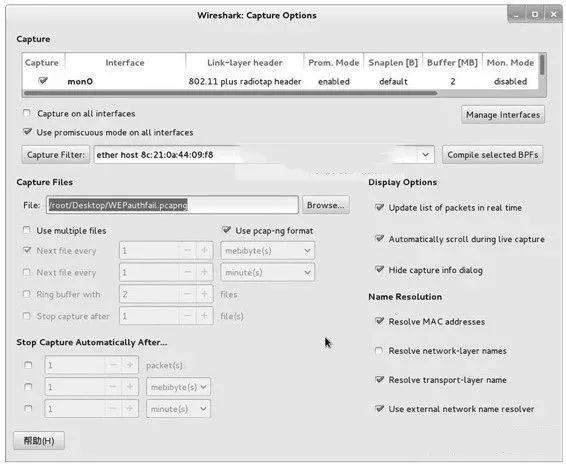 Wireshark: Capture Options
Capture
Capture Interface Link-layer header Prom. Mode Snaplen [B] Buffer [MB] Mon. Mode
mon0 802.11 plus radiotap header enabled default 2 disabled
Capture on all interfaces
Manage Interfaces
Use promiscuous mode on all interfaces
Capture Filter: ether host 8c:21:0a:44:09:f8 Compile selected BPFs
Capture Files
File: /root/Desktop/WEPauthfail.pcapng Browse...
Use multiple files Use pcap-ng format
Next file every 1 - + mebibyte(s)
Next file every 1 - + minute(s)
Ring buffer with 2 - + files
Stop capture after 1 - + file(s)
Stop Capture Automatically After...
1 - + packet(s)
1 - + mebibyte(s)
1 - + minute(s)
Display Options
Update list of packets in real time
Automatically scroll during live capture
Hide capture info dialog
Name Resolution
Resolve MAC addresses
Resolve network-layer names
Resolve transport-layer name
Use external network name resolver
帮助(H)